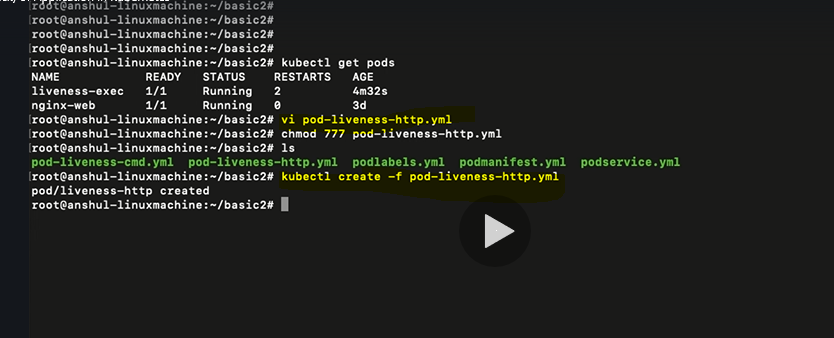 root@anshul-linuxmachine:~/basic2#
root@anshul-linuxmachine:~/basic2#
root@anshul-linuxmachine:~/basic2#
root@anshul-linuxmachine:~/basic2#
root@anshul-linuxmachine:~/basic2# kubectl get pods
NAME READY STATUS RESTARTS AGE
liveness-exec 1/1 Running 2 4m32s
nginx-web 1/1 Running 0 3d
root@anshul-linuxmachine:~/basic2# vi pod-liveness-http.yml
root@anshul-linuxmachine:~/basic2# chmod 777 pod-liveness-http.yml
root@anshul-linuxmachine:~/basic2# ls
pod-liveness-cmd.yml pod-liveness-http.yml podlabels.yml podmanifest.yml podservice.yml
root@anshul-linuxmachine:~/basic2# kubectl create -f pod-liveness-http.yml
pod/liveness-http created
root@anshul-linuxmachine:~/basic2#